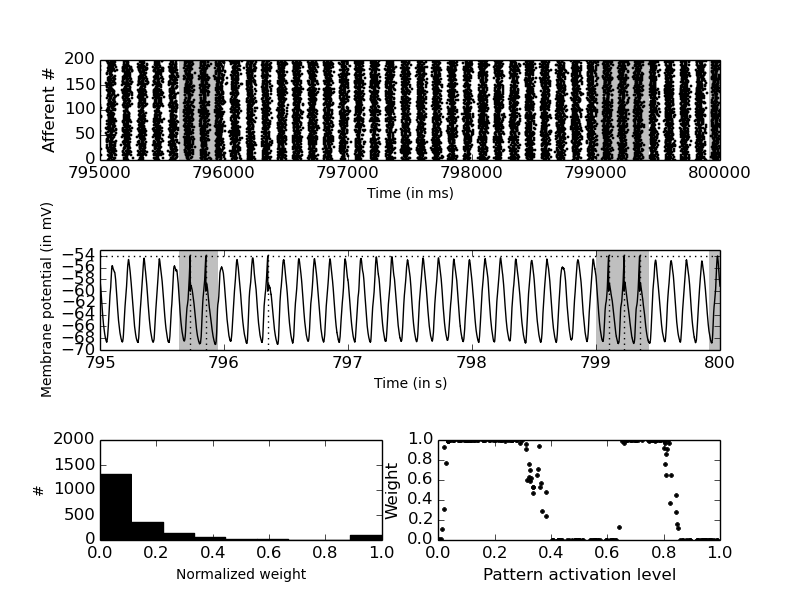 200
150
100
50
0
Afferent #
795000 796000 797000 798000 799000 800000
Time (in ms)
−54
−56
−58
−60
−62
−64
−66
−68
−70
Membrane potential (in mV)
795 796 797 798 799 800
Time (in s)
2000
1500
1000
500
0
#
0.0 0.2 0.4 0.6 0.8 1.0
Normalized weight
1.0
0.8
0.6
0.4
0.2
0.0
Weight
0.0 0.2 0.4 0.6 0.8 1.0
Pattern activation level